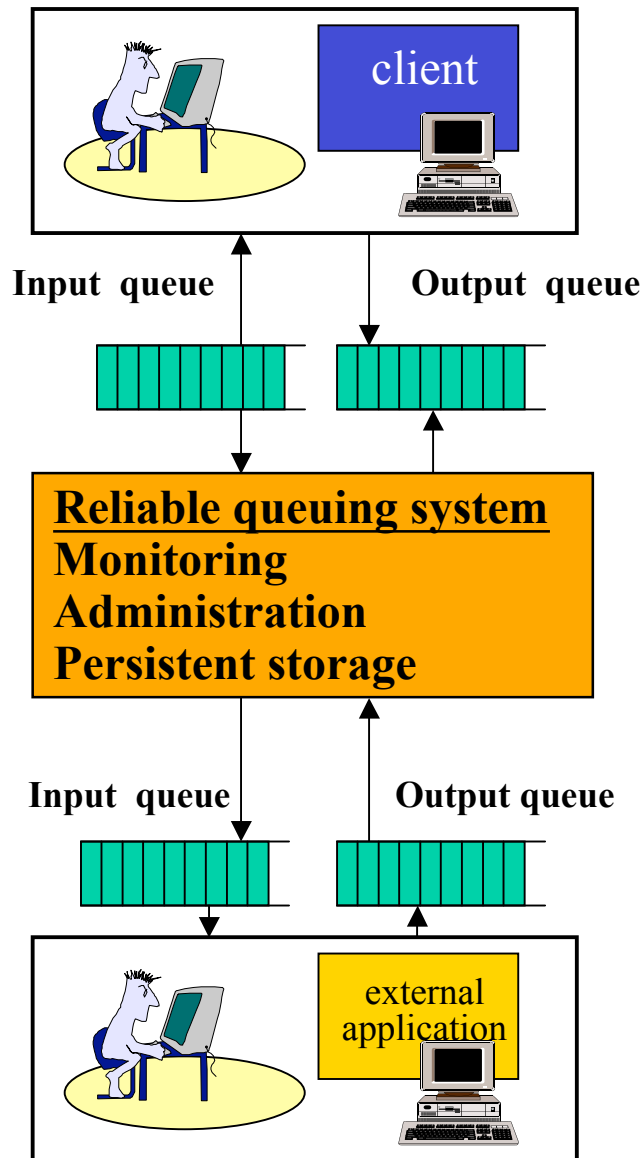 client
Input queue
Output queue
Reliable queuing system
Monitoring
Administration
Persistent storage
Input queue
Output queue
external
application